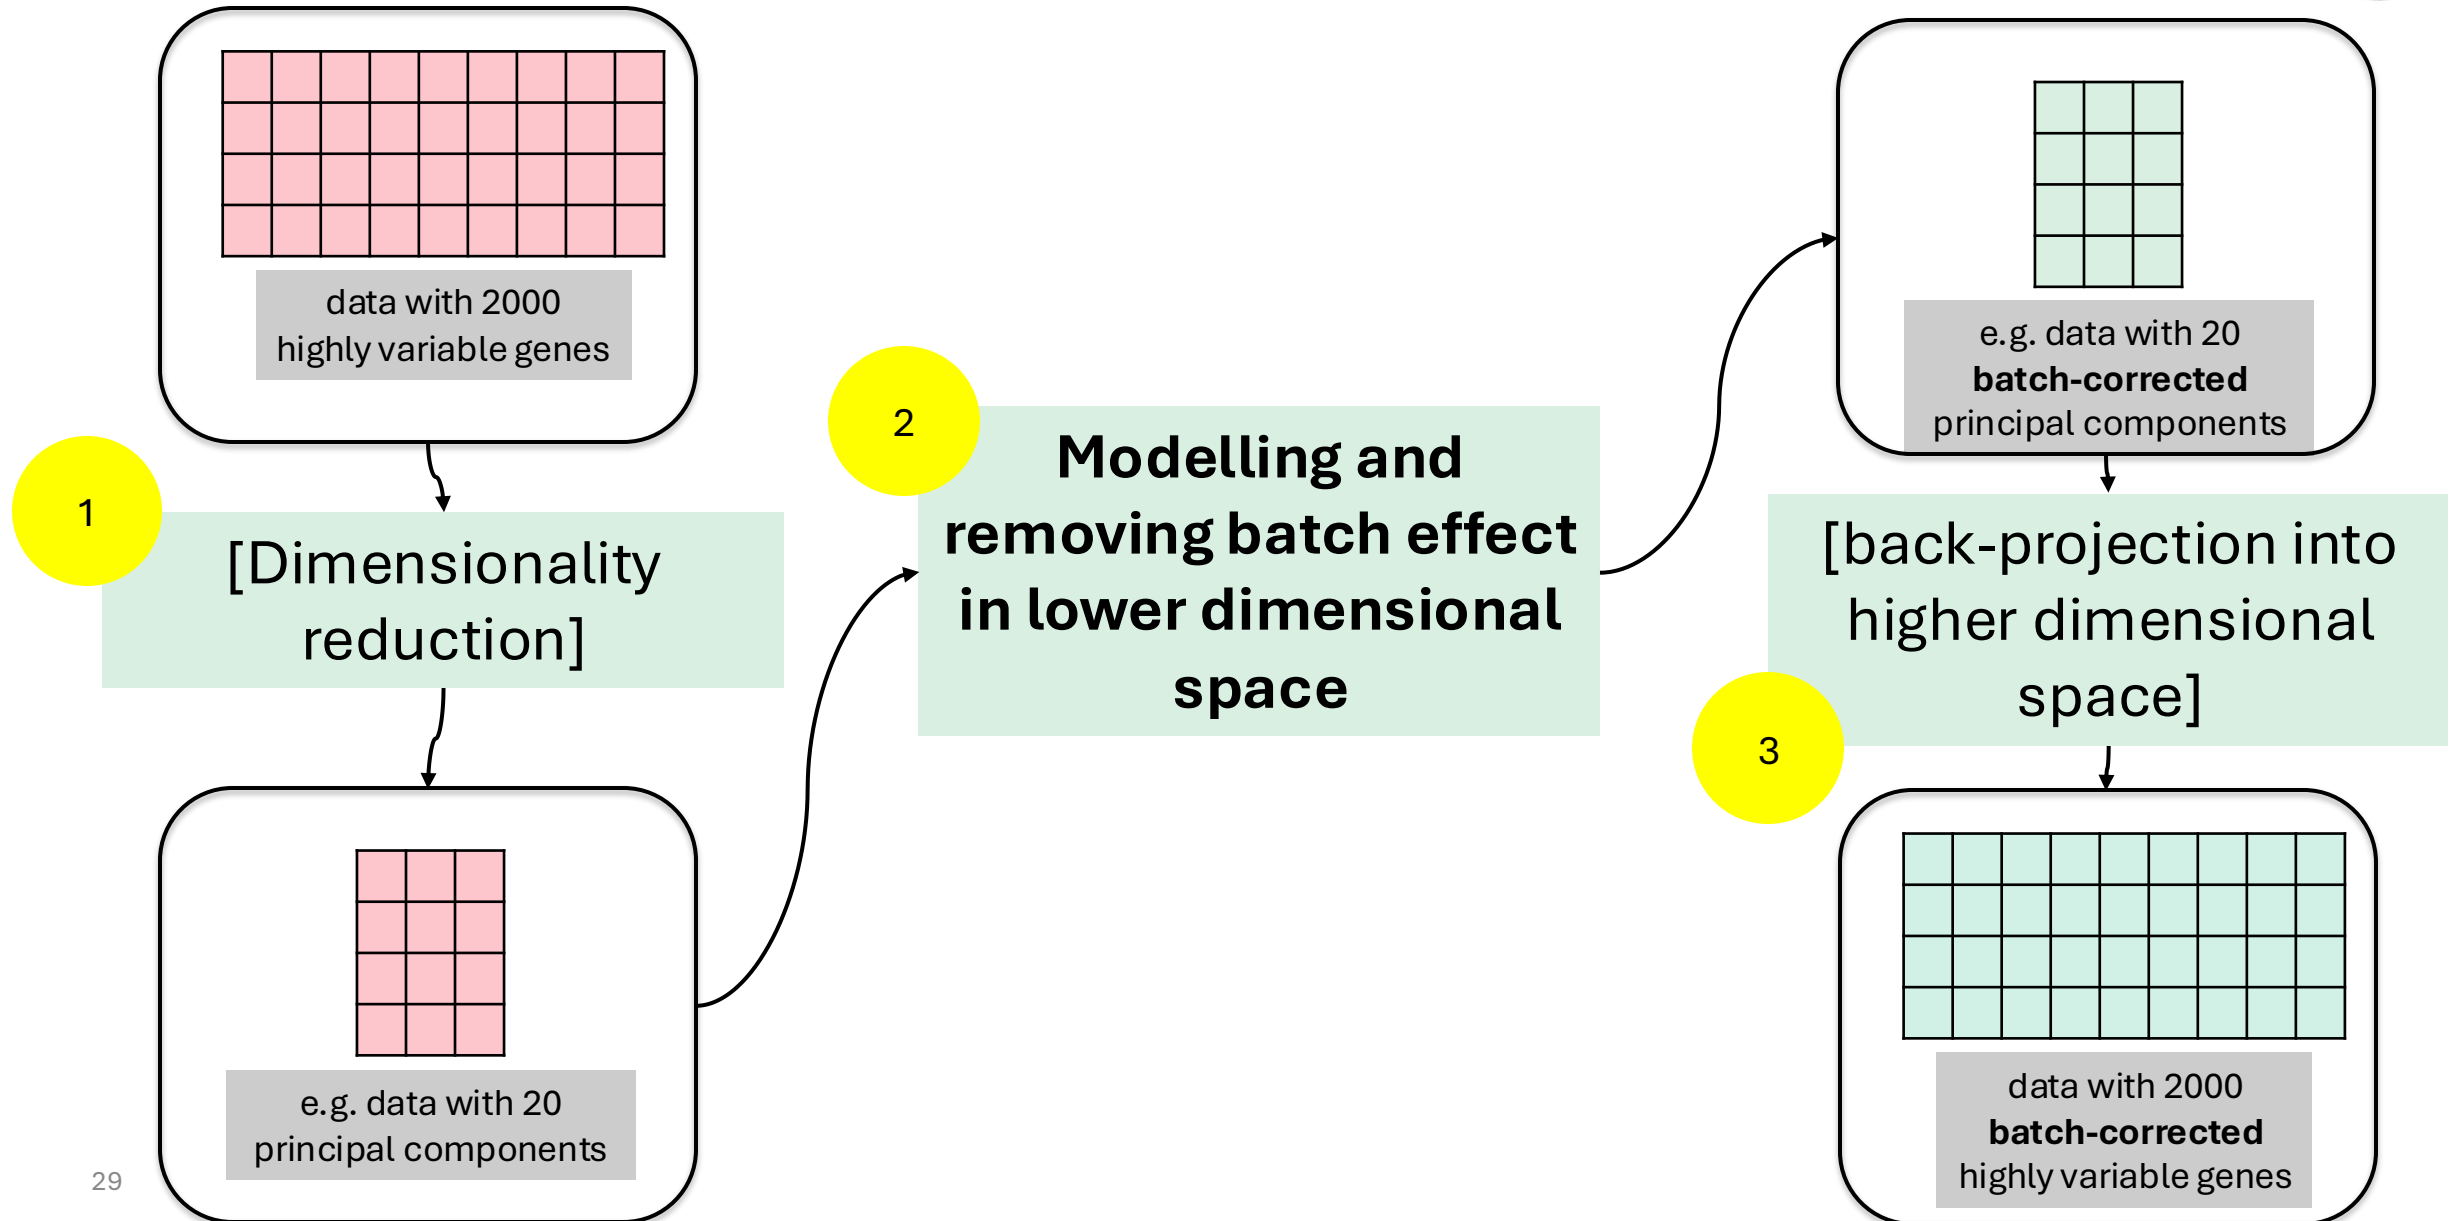 data with 2000
highly variable genes
1
[Dimensionality
reduction]
e.g. data with 20
principal components
2
Modelling and
removing batch effect
in lower dimensional
space
e.g. data with 20
batch-corrected
principal components
[back-projection into
higher dimensional
space]
3
data with 2000
batch-corrected
highly variable genes
29